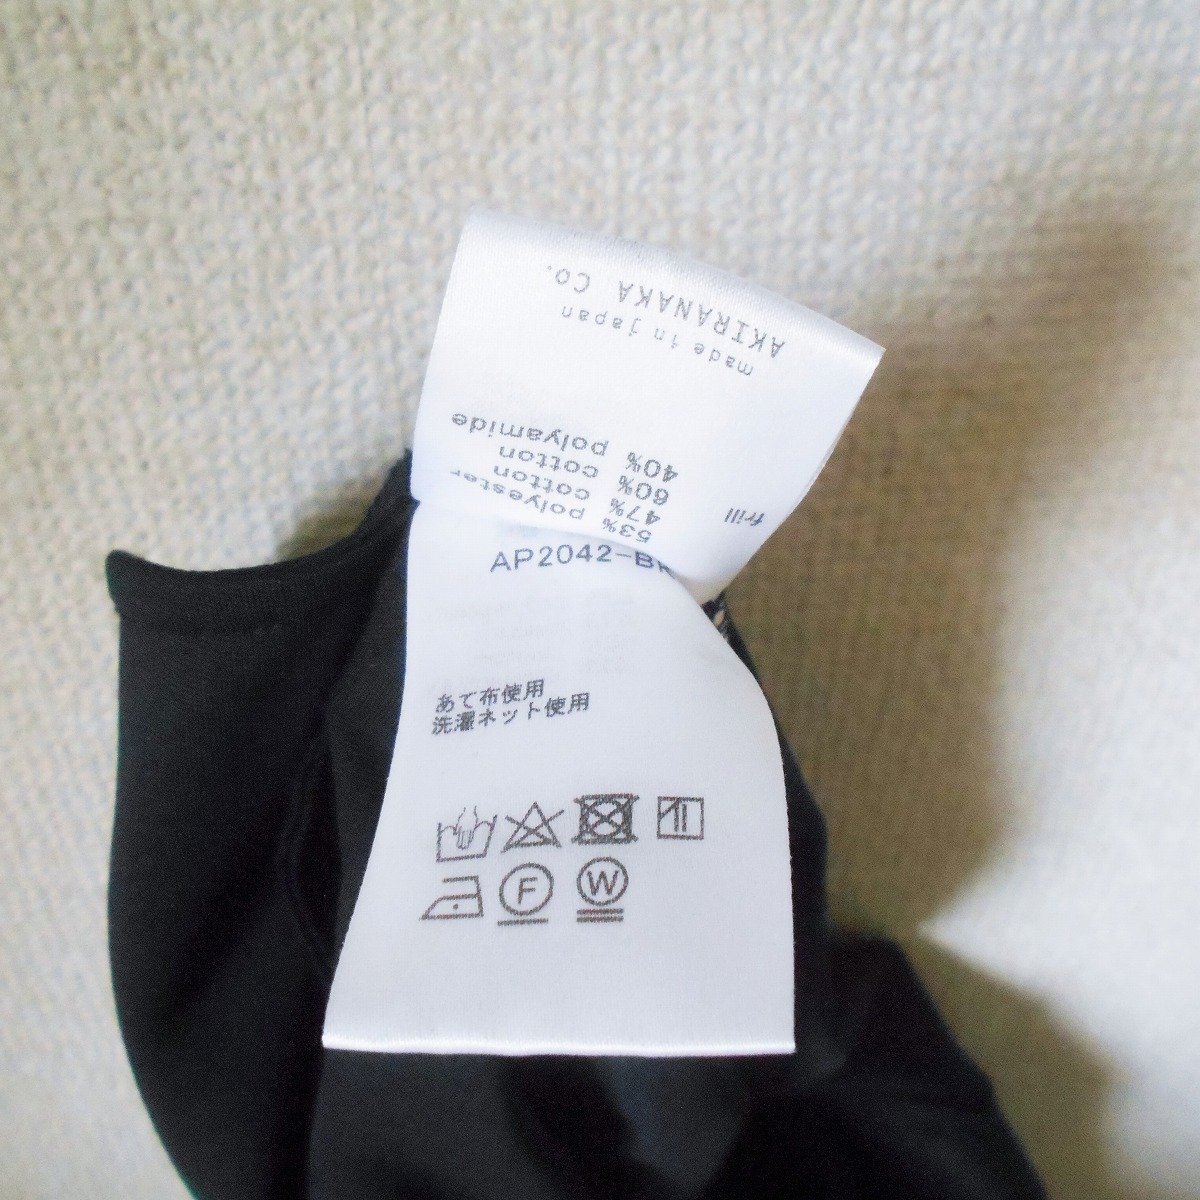 53% polyester
47% cotton
frill 60% cotton
40% polyamide
made in japan
AKIRANAKA Co.
AP2042-B
あて布使用
洗濯ネット使用
F W